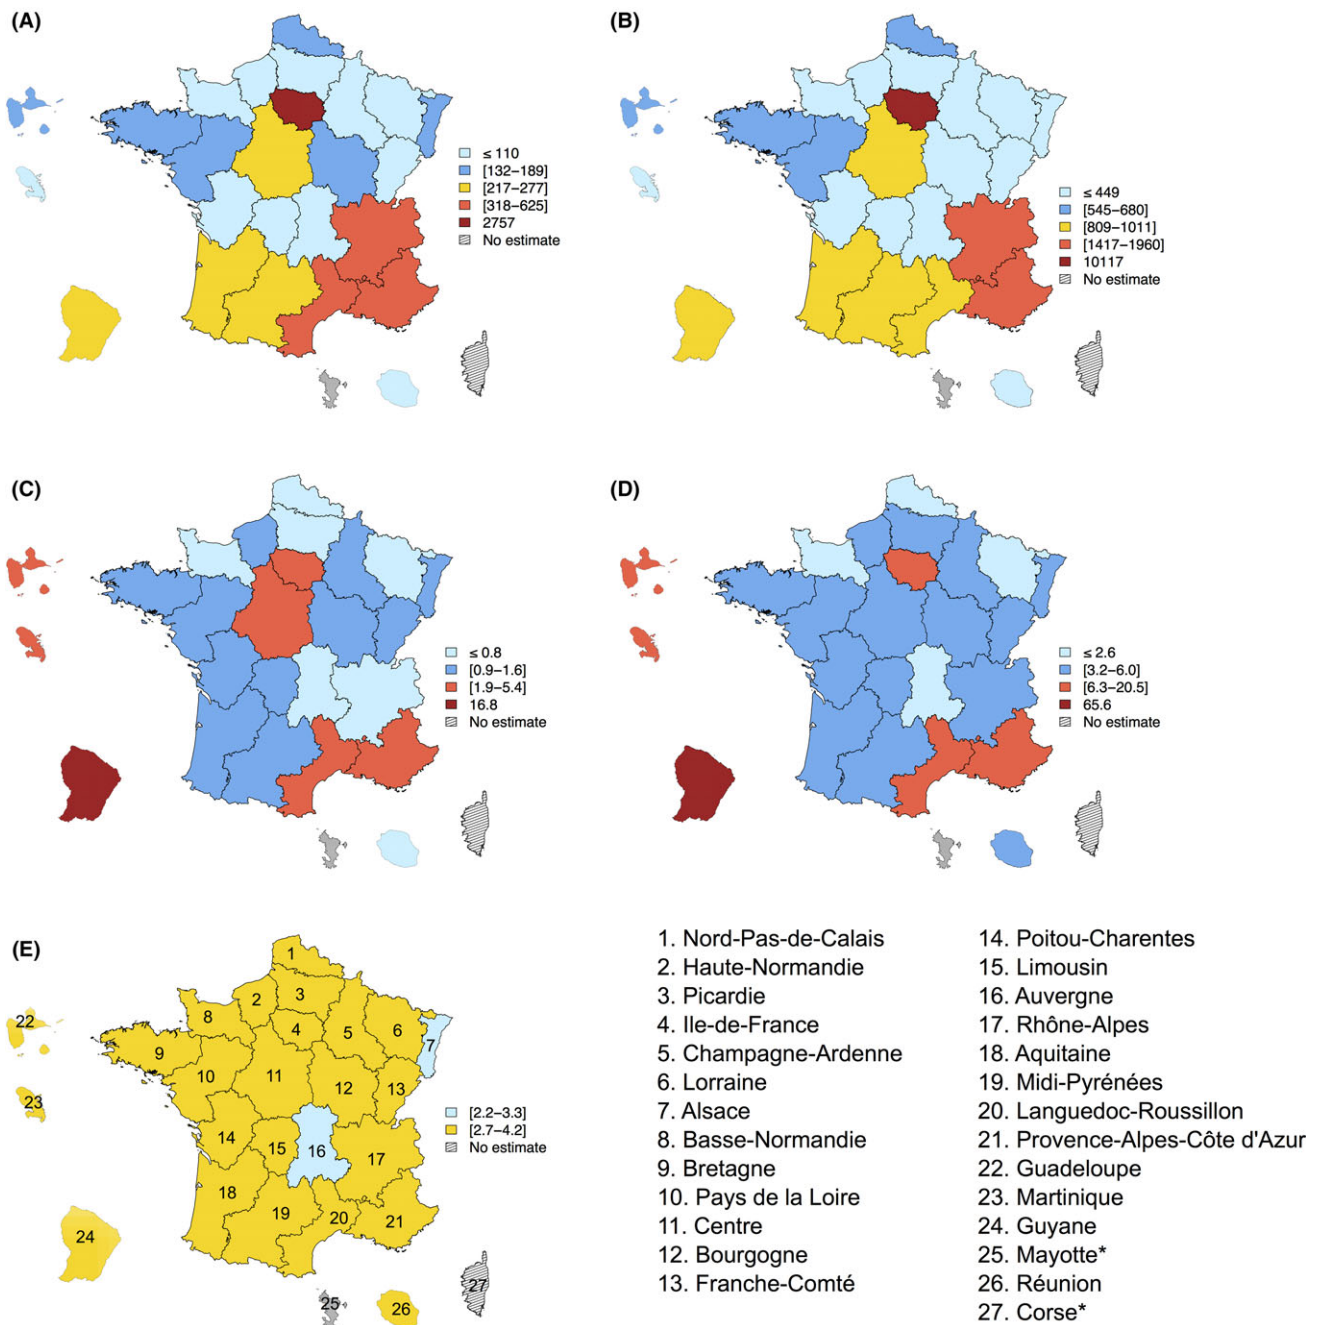 (A)
≤ 110
[132–189]
[217–277]
[318–625]
2757
No estimate
(B)
≤ 449
[545–680]
[809–1011]
[1417–1960]
10117
No estimate
(C)
≤ 0.8
[0.9–1.6]
[1.9–5.4]
16.8
No estimate
(D)
≤ 2.6
[3.2–6.0]
[6.3–20.5]
65.6
No estimate
(E)
1
2
3
8
4
5
6
7
22
9
10
11
12
13
23
14
15
16
17
18
19
20
21
24
25
26
27
[2.2–3.3]
[2.7–4.2]
No estimate
1. Nord-Pas-de-Calais
2. Haute-Normandie
3. Picardie
4. Ile-de-France
5. Champagne-Ardenne
6. Lorraine
7. Alsace
8. Basse-Normandie
9. Bretagne
10. Pays de la Loire
11. Centre
12. Bourgogne
13. Franche-Comté
14. Poitou-Charentes
15. Limousin
16. Auvergne
17. Rhône-Alpes
18. Aquitaine
19. Midi-Pyrénées
20. Languedoc-Roussillon
21. Provence-Alpes-Côte d'Azur
22. Guadeloupe
23. Martinique
24. Guyane
25. Mayotte*
26. Réunion
27. Corse*